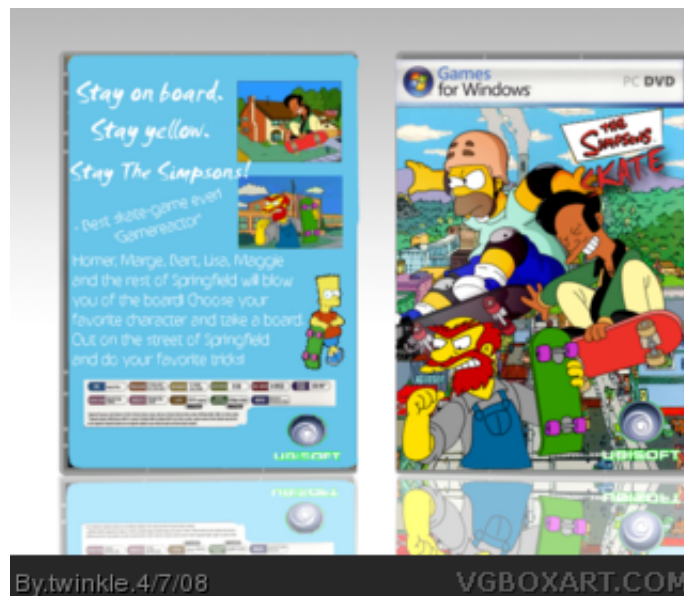 Stay on board.
Stay yellow.
Stay The Simpsons!
- Best skate-game ever!
"Gamereactor"
Homer, Marge, Bart, Lisa, Maggie
and the rest of Springfield will blow
you of the board! Choose your
favorite character and take a board.
Out on the street of Springfield
and do your favorite tricks!
UBISOFT
Games
for Windows
PC DVD
THE
Simpsons
SKATE
UBISOFT
By.twinkle.4/7/08
VGBOXART.COM